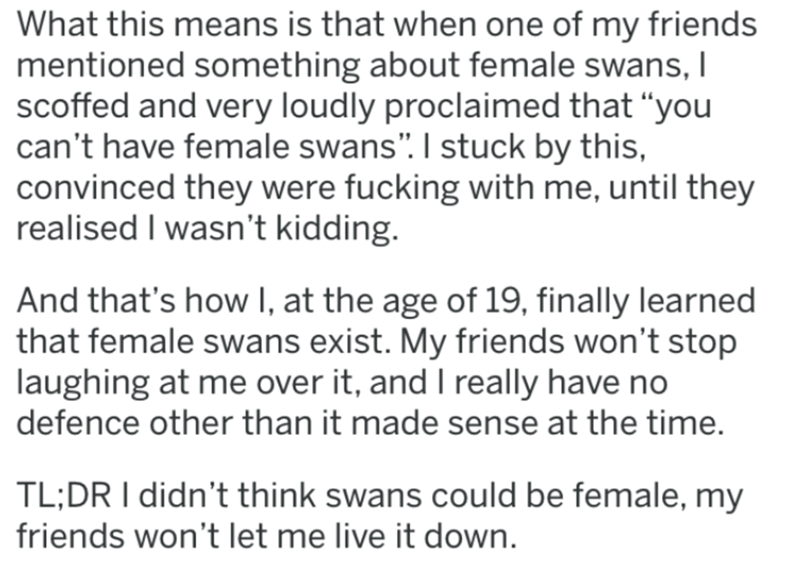 What this means is that when one of my friends
mentioned something about female swans, I
scoffed and very loudly proclaimed that “you
can’t have female swans”. I stuck by this,
convinced they were fucking with me, until they
realised I wasn’t kidding.
And that’s how I, at the age of 19, finally learned
that female swans exist. My friends won’t stop
laughing at me over it, and I really have no
defence other than it made sense at the time.
TL;DR I didn’t think swans could be female, my
friends won’t let me live it down.